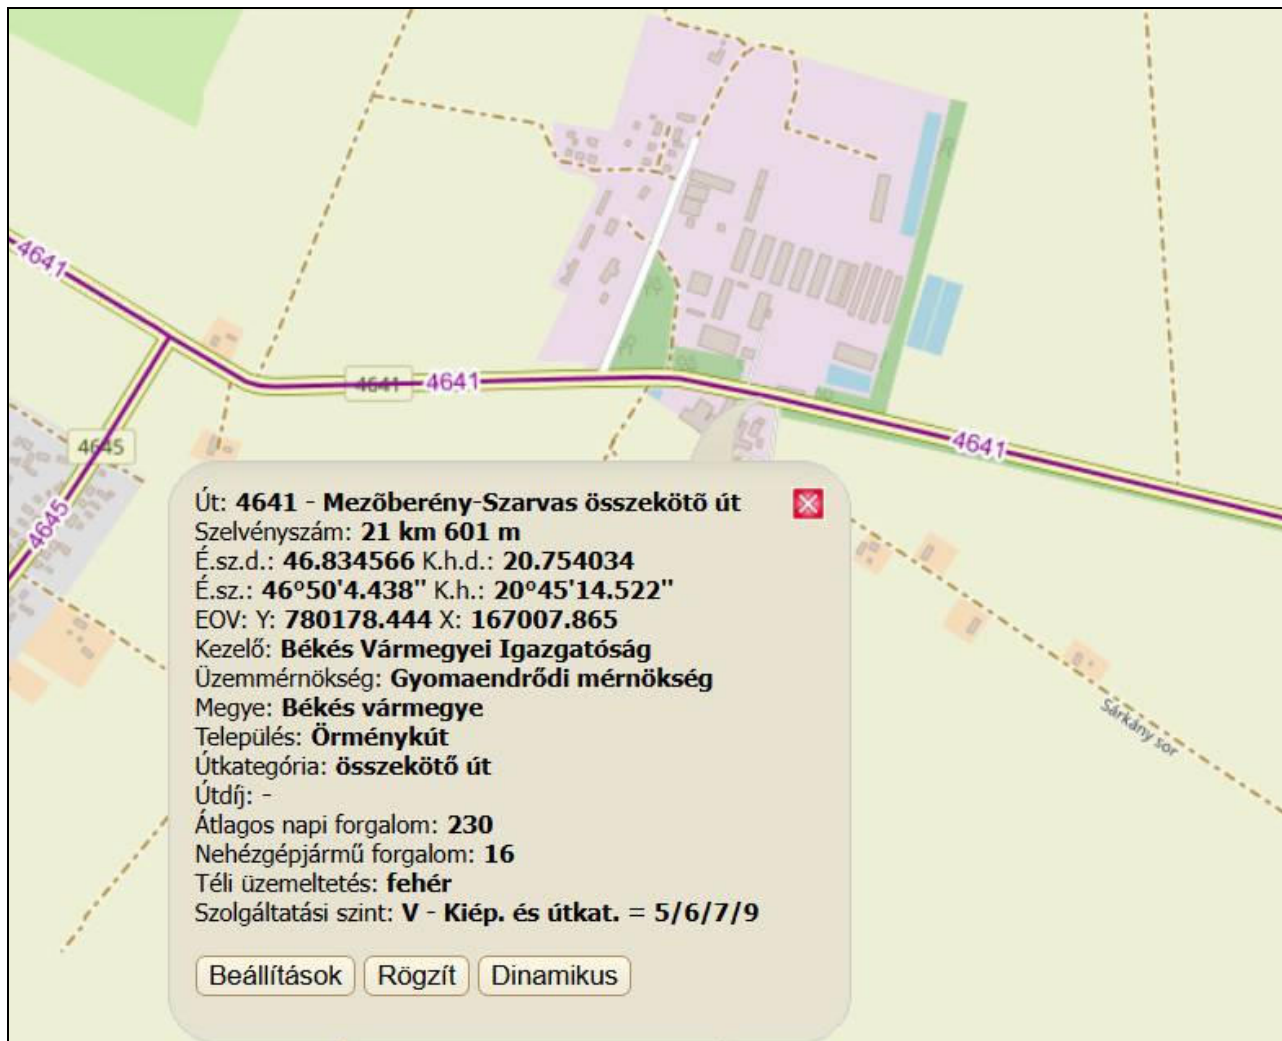 4641
4641
4641
4641
4645
4645
Út: 4641 - Mezőberény-Szarvas összekötő út
Szelvényszám: 21 km 601 m
É.sz.d.: 46.834566 K.h.d.: 20.754034
É.sz.: 46°50'4.438" K.h.: 20°45'14.522"
EOV: Y: 780178.444 X: 167007.865
Kezelő: Békés Vármegyei Igazgatóság
Üzemmérnökség: Gyomaendrődi mérnökség
Megye: Békés vármegye
Település: Örménykút
Útkategória: összekötő út
Útdíj: -
Átlagos napi forgalom: 230
Nehézgépjármű forgalom: 16
Téli üzemeltetés: fehér
Szolgáltatási szint: V - Kiép. és útkat. = 5/6/7/9
Sárkány sor
Beállítások Rögzít Dinamikus